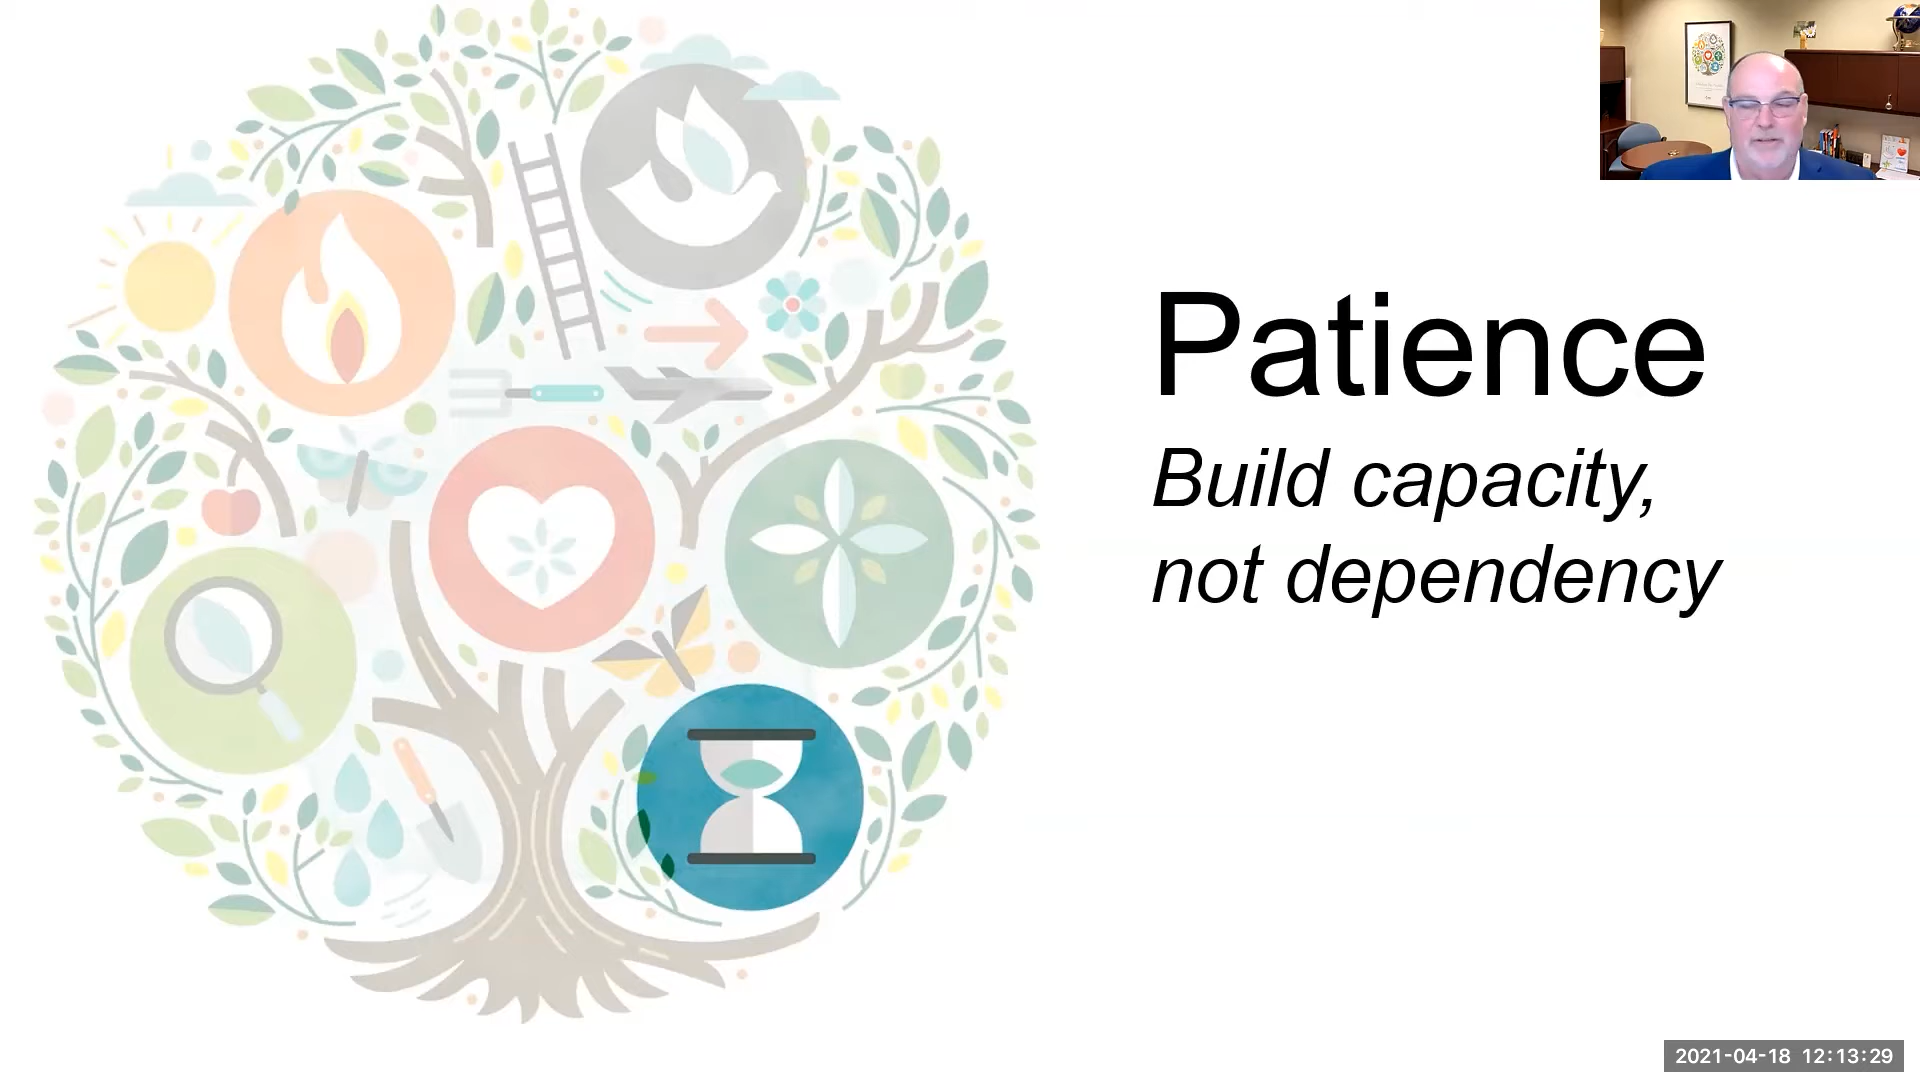 Patience
Build capacity,
not dependency
2021-04-18 12:13:29